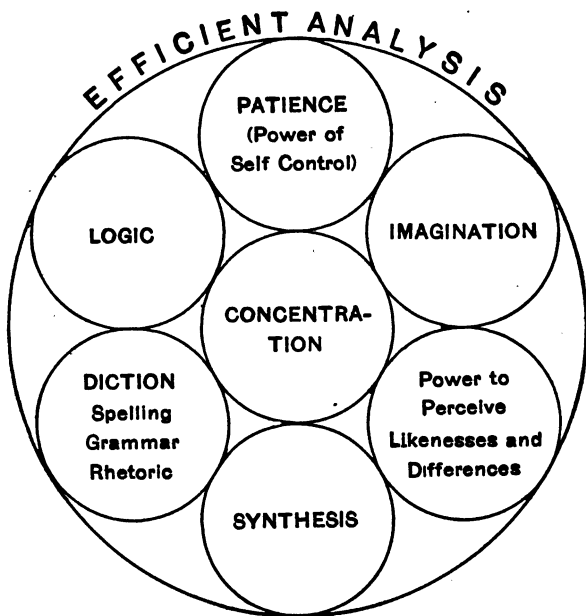 EFFICIENT ANALYSIS
PATIENCE
(Power of
Self Control)
LOGIC
IMAGINATION
CONCENTRA-
TION
DICTION
Spelling
Grammar
Rhetoric
Power to
Perceive
Likenesses and
Differences
SYNTHESIS